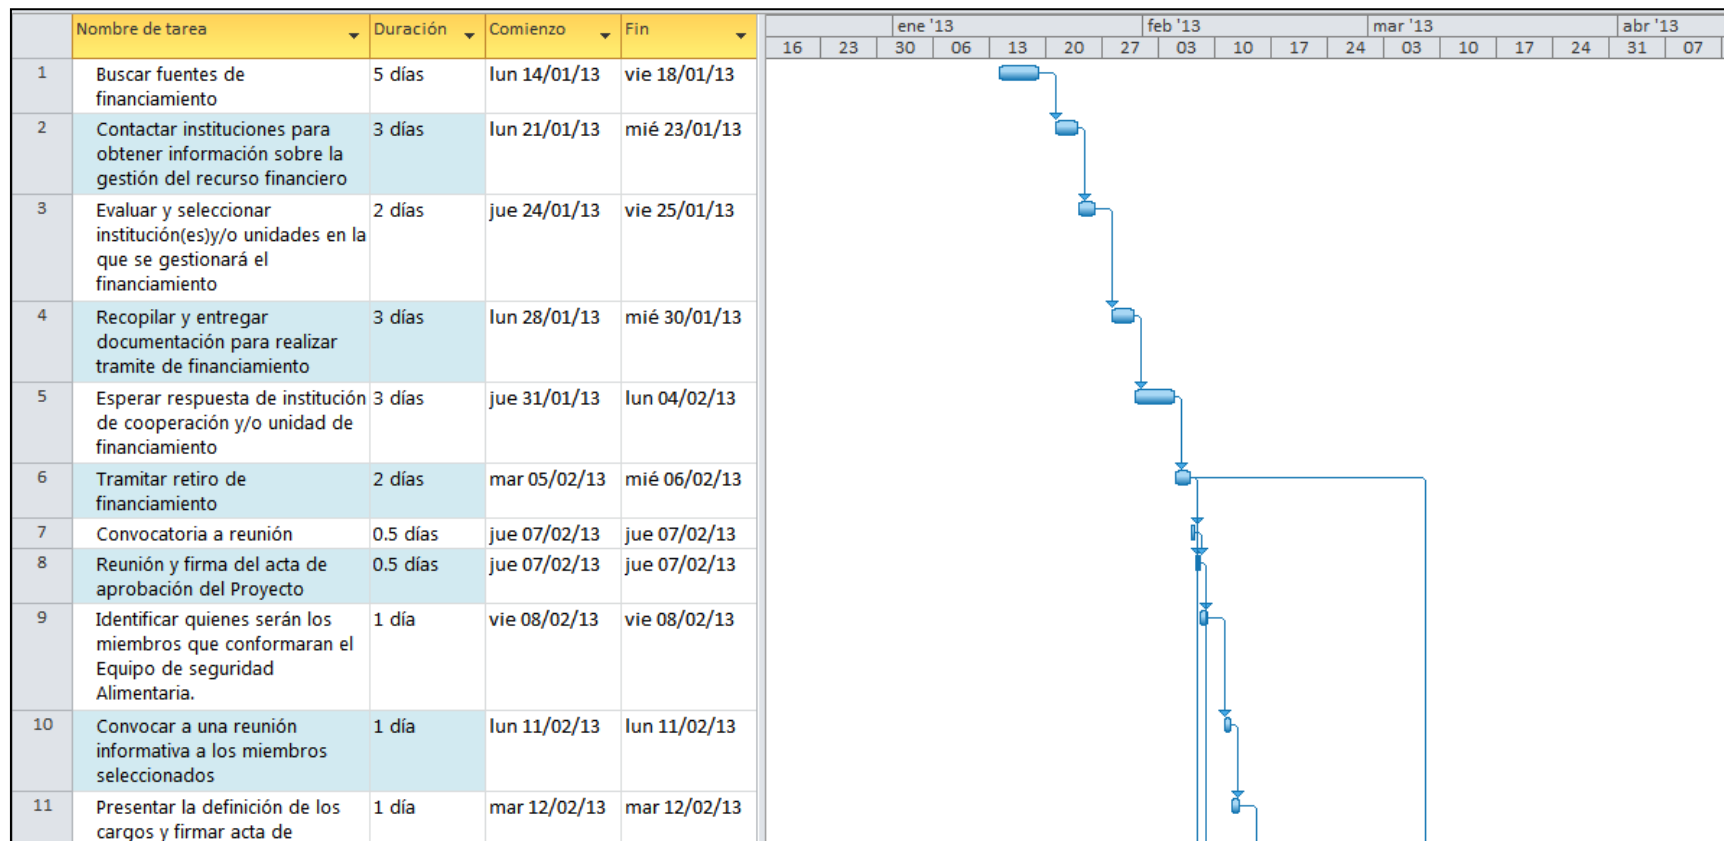 Nombre de tarea Duración Comienzo Fin
ene '13 feb '13 mar '13 abr '13
16 23 30 06 13 20 27 03 10 17 24 03 10 17 24 31 07
1 Buscar fuentes de 5 días lun 14/01/13 vie 18/01/13
financiamiento
2 Contactar instituciones para 3 días lun 21/01/13 mié 23/01/13
obtener información sobre la
gestión del recurso financiero
3 Evaluar y seleccionar 2 días jue 24/01/13 vie 25/01/13
institución(es)y/o unidades en la
que se gestionará el
financiamiento
4 Recopilar y entregar 3 días lun 28/01/13 mié 30/01/13
documentación para realizar
tramite de financiamiento
5 Esperar respuesta de institución 3 días jue 31/01/13 lun 04/02/13
de cooperación y/o unidad de
financiamiento
6 Tramitar retiro de 2 días mar 05/02/13 mié 06/02/13
financiamiento
7 Convocatoria a reunión 0.5 días jue 07/02/13 jue 07/02/13
8 Reunión y firma del acta de 0.5 días jue 07/02/13 jue 07/02/13
aprobación del Proyecto
9 Identificar quienes serán los 1 día vie 08/02/13 vie 08/02/13
miembros que conformaran el
Equipo de seguridad
Alimentaria.
10 Convocar a una reunión 1 día lun 11/02/13 lun 11/02/13
informativa a los miembros
seleccionados
11 Presentar la definición de los 1 día mar 12/02/13 mar 12/02/13
cargos y firmar acta de